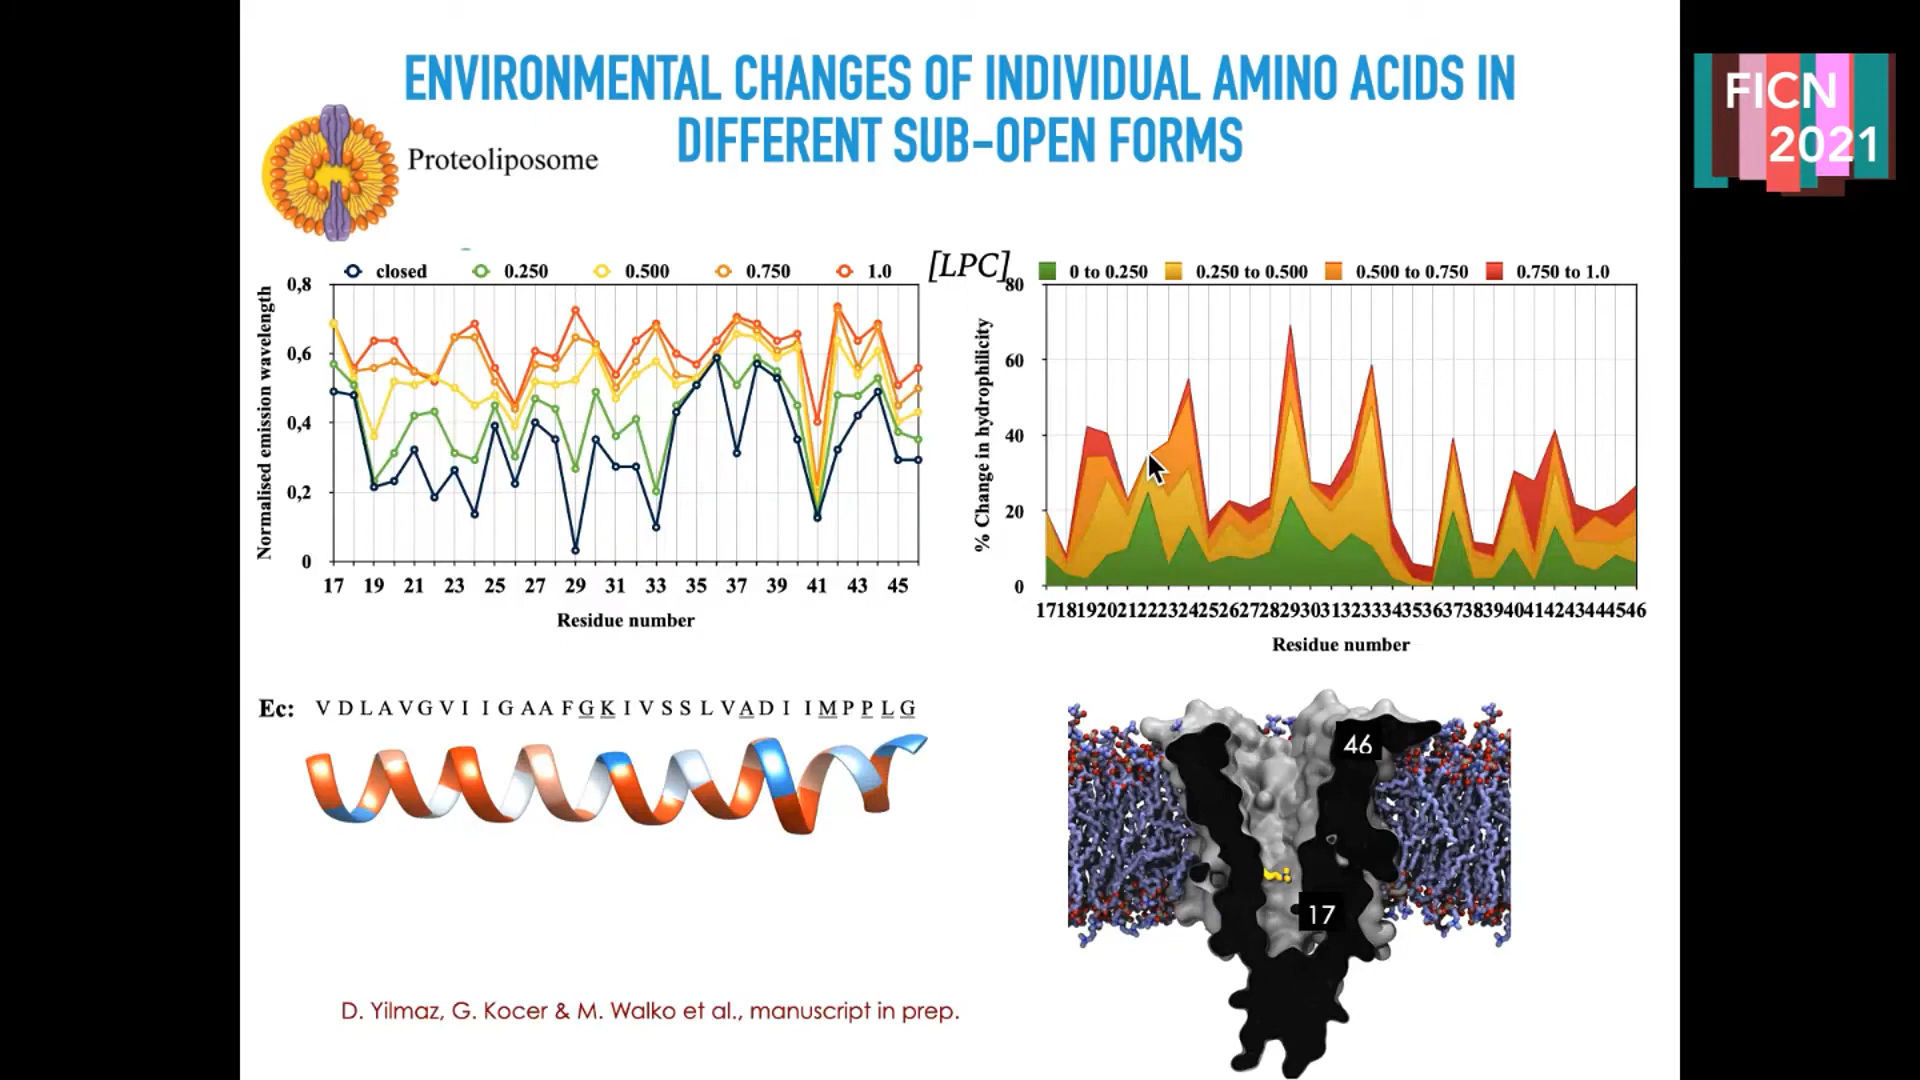 ENVIRONMENTAL CHANGES OF INDIVIDUAL AMINO ACIDS IN
DIFFERENT SUB-OPEN FORMS
FICN
2021
Proteoliposome
closed 0.250 0.500 0.750 1.0
[LPC]
0 to 0.250 0.250 to 0.500 0.500 to 0.750 0.750 to 1.0
Normalised emission wavelength
0,8
0,6
0,4
0,2
0
17 19 21 23 25 27 29 31 33 35 37 39 41 43 45
Residue number
% Change in hydrophilicity
80
60
40
20
0
171819202122232425262728293031323334353637383940414243444546
Residue number
Ec: V D L A V G V I I G A A F G K I V S S L V A D I I M P P L G
46
17
D. Yilmaz, G. Kocer & M. Walko et al., manuscript in prep.